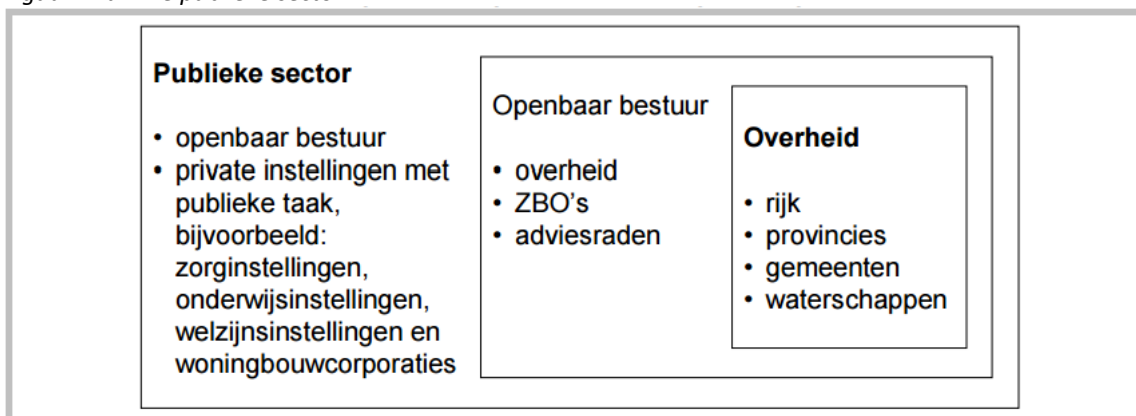 Publieke sector
• openbaar bestuur
• private instellingen met
publieke taak,
bijvoorbeeld:
zorginstellingen,
onderwijsinstellingen,
welzijnsinstellingen en
woningbouwcorporaties
Openbaar bestuur
• overheid
• ZBO's
• adviesraden
Overheid
• rijk
• provincies
• gemeenten
• waterschappen